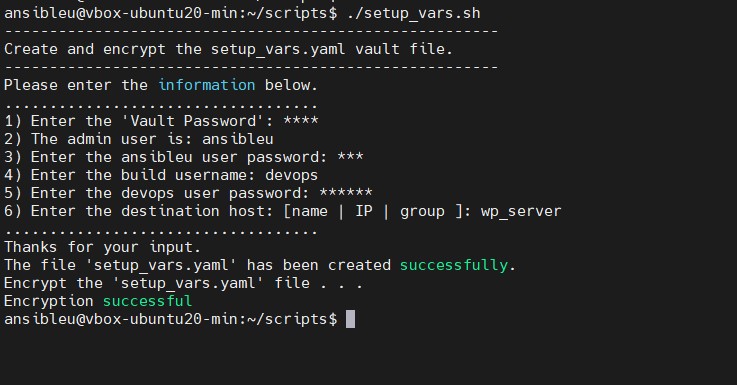 ansibleu@vbox-ubuntu20-min:~/scripts$ ./setup_vars.sh
-------------------------------------------------------
Create and encrypt the setup_vars.yaml vault file.
-------------------------------------------------------
Please enter the information below.
...................................
1) Enter the 'Vault Password': ****
2) The admin user is: ansibleu
3) Enter the ansibleu user password: ***
4) Enter the build username: devops
5) Enter the devops user password: ******
6) Enter the destination host: [name | IP | group ]: wp_server
...................................
Thanks for your input.
The file 'setup_vars.yaml' has been created successfully.
Encrypt the 'setup_vars.yaml' file . . .
Encryption successful
ansibleu@vbox-ubuntu20-min:~/scripts$